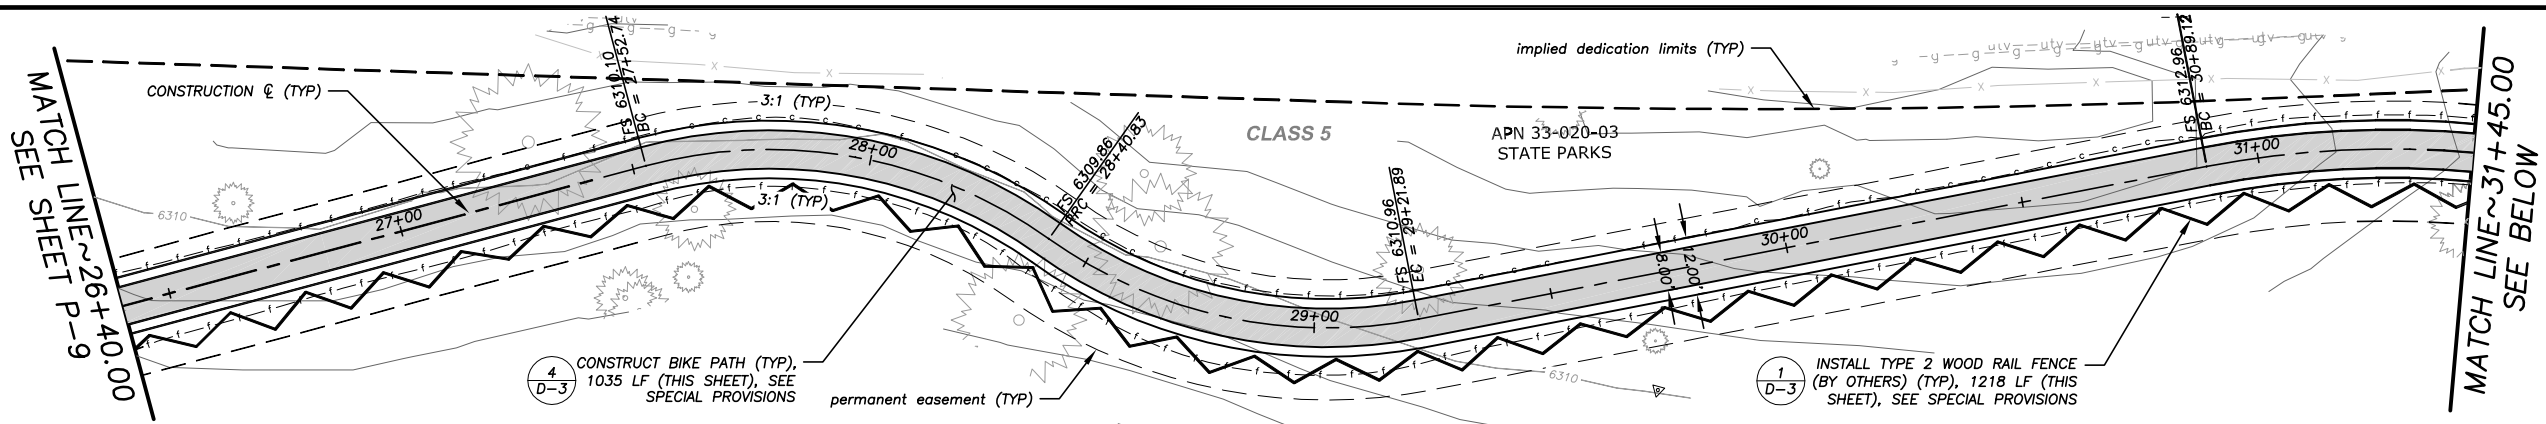 MATCH LINE~26+40.00
SEE SHEET P-9
CONSTRUCTION ℄ (TYP)
6310
27+00
FS 6310.10
BC = 27+52.74
3:1 (TYP)
3:1 (TYP)
28+00
FS 6309.86
PRC = 28+40.83
4
D-3
CONSTRUCT BIKE PATH (TYP),
1035 LF (THIS SHEET), SEE
SPECIAL PROVISIONS
permanent easement (TYP)
CLASS 5
29+00
FS 6310.96
EC = 29+21.89
implied dedication limits (TYP)
APN 33-020-03
STATE PARKS
8.00'
12.00'
30+00
6310
1
D-3
INSTALL TYPE 2 WOOD RAIL FENCE
(BY OTHERS) (TYP), 1218 LF (THIS
SHEET), SEE SPECIAL PROVISIONS
FS 6312.96
BC = 30+89.12
31+00
MATCH LINE~31+45.00
SEE BELOW